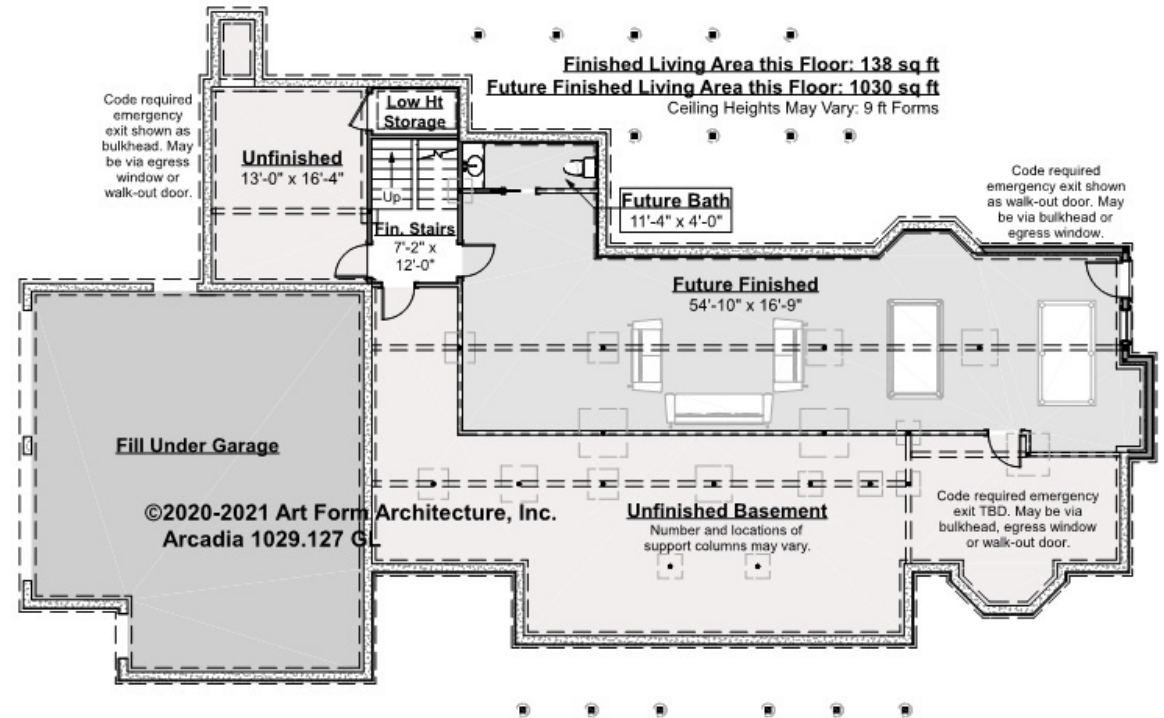 Finished Living Area this Floor: 138 sq ft
Future Finished Living Area this Floor: 1030 sq ft
Ceiling Heights May Vary: 9 ft Forms
Code required
emergency
exit shown as
bulkhead. May
be via egress
window or
walk-out door.
Low Ht
Storage
Unfinished
13'-0" x 16'-4"
Up
Fin. Stairs
7'-2" x
12'-0"
Future Bath
11'-4" x 4'-0"
Code required
emergency exit shown
as walk-out door. May
be via bulkhead or
egress window.
Future Finished
54'-10" x 16'-9"
Fill Under Garage
©2020-2021 Art Form Architecture, Inc.
Arcadia 1029.127 GL
Unfinished Basement
Number and locations of
support columns may vary.
Code required emergency
exit TBD. May be via
bulkhead, egress window
or walk-out door.